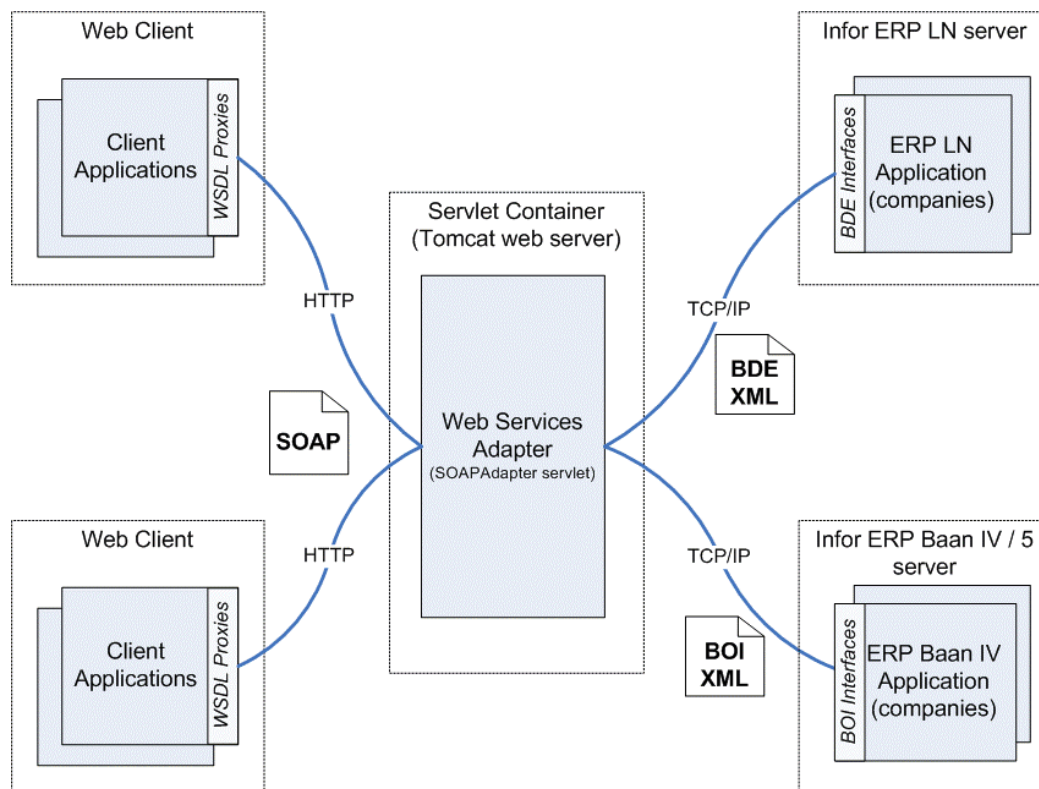 Web Client
Client
Applications
WSDL Proxies
HTTP
SOAP
Web Client
Client
Applications
WSDL Proxies
HTTP
Servlet Container
(Tomcat web server)
Web Services
Adapter
(SOAPAdapter servlet)
Infor ERP LN server
BDE Interfaces
ERP LN
Application
(companies)
TCP/IP
BDE
XML
Infor ERP Baan IV / 5
server
BOI Interfaces
ERP Baan IV
Application
(companies)
TCP/IP
BOI
XML